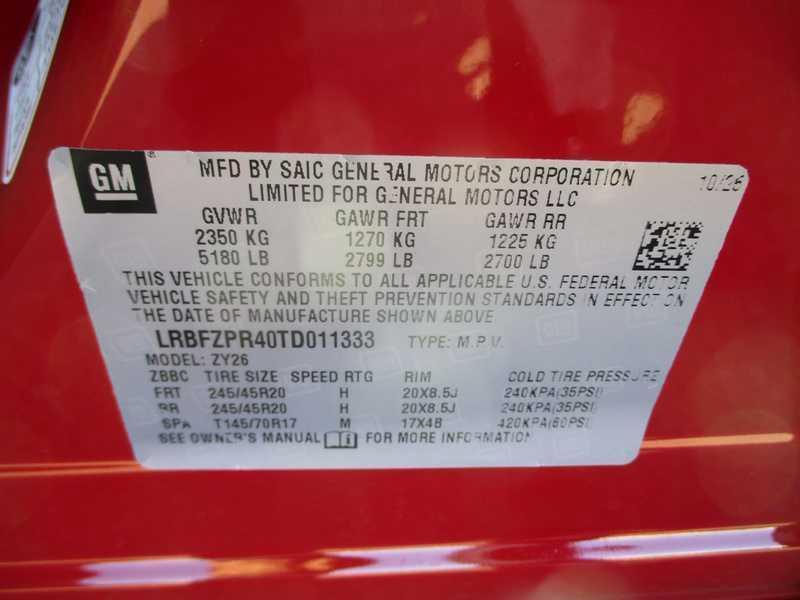 GM ®
MFD BY SAIC GENERAL MOTORS CORPORATION
LIMITED FOR GENERAL MOTORS LLC
10/25
GVWR GAWR FRT GAWR RR
2350 KG 1270 KG 1225 KG
5180 LB 2799 LB 2700 LB
THIS VEHICLE CONFORMS TO ALL APPLICABLE U.S. FEDERAL MOTOR
VEHICLE SAFETY AND THEFT PREVENTION STANDARDS IN EFFECT ON
THE DATE OF MANUFACTURE SHOWN ABOVE
LRBFZPR40TD011333 TYPE: M.P.V.
MODEL: ZY26
ZBBC TIRE SIZE SPEED RTG RIM COLD TIRE PRESSURE
FRT 245/45R20 H 20X8.5J 240KPA(35PSI)
RR 245/45R20 H 20X8.5J 240KPA(35PSI)
SPA T145/70R17 M 17X4B 420KPA(60PSI)
SEE OWNER'S MANUAL FOR MORE INFORMATION